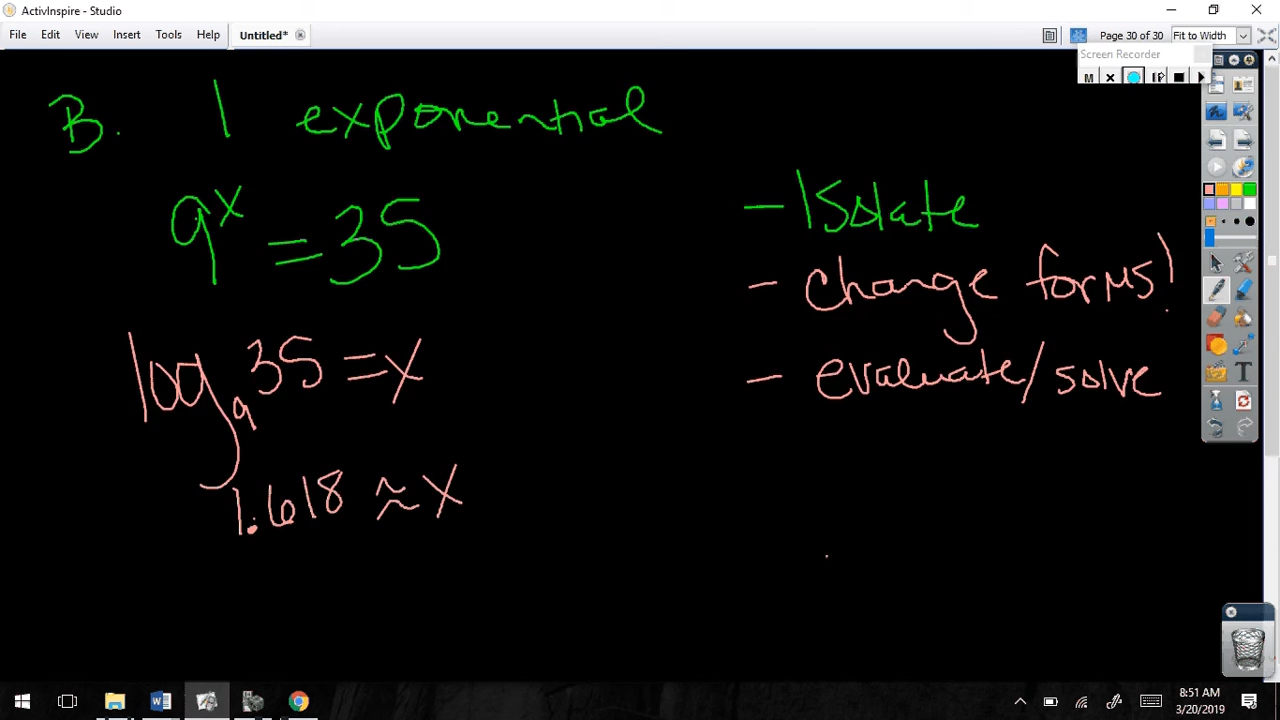 ActivInspire - Studio
File Edit View Insert Tools Help Untitled* Page 30 of 30 Fit to Width
Screen Recorder
B. 1 exponential
9^x = 35
- Isolate
- change forms!
log_9 35 = x
- evaluate/solve
1.618 ≈ x
8:51 AM
3/20/2019